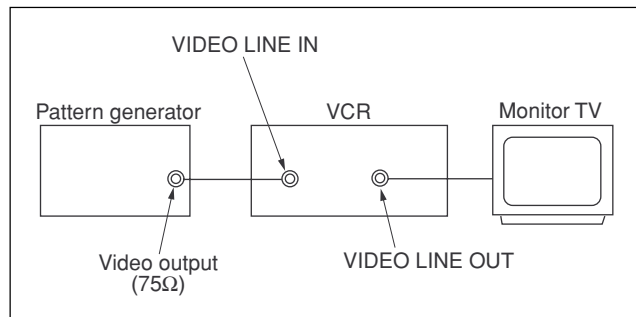 VIDEO LINE IN
Pattern generator
VCR
Monitor TV
Video output
(75Ω)
VIDEO LINE OUT